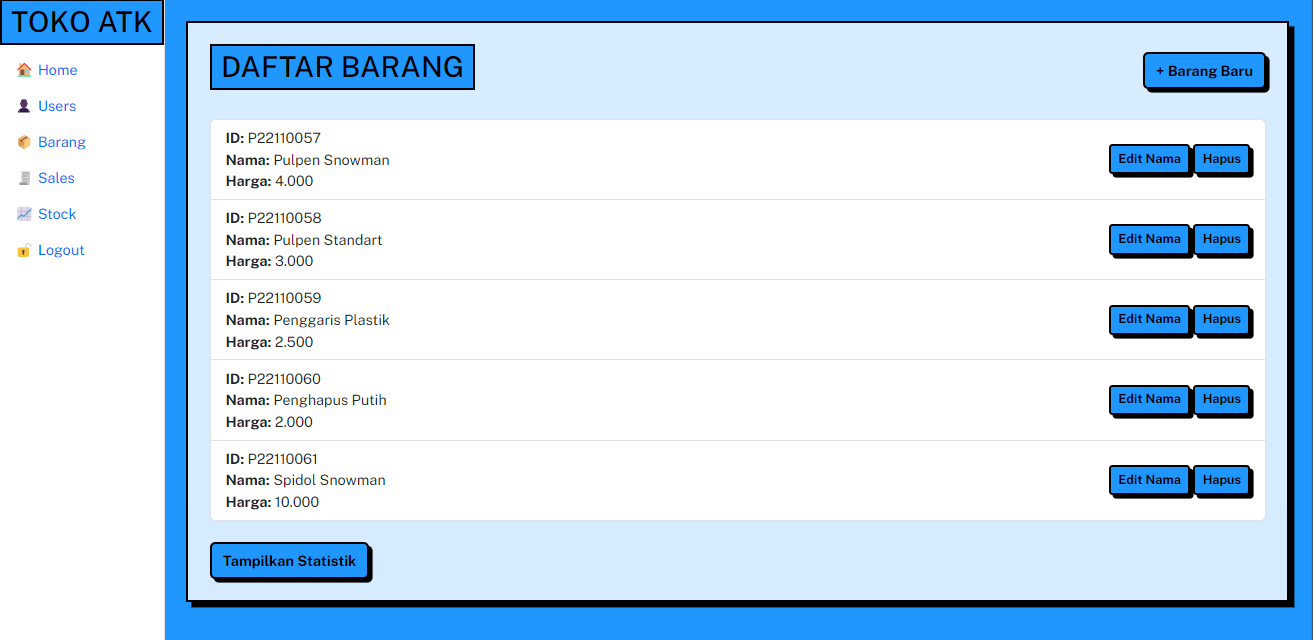 TOKO ATK
Home
Users
Barang
Sales
Stock
Logout
DAFTAR BARANG
+ Barang Baru
ID: P22110057
Nama: Pulpen Snowman
Harga: 4.000
Edit Nama Hapus
ID: P22110058
Nama: Pulpen Standart
Harga: 3.000
Edit Nama Hapus
ID: P22110059
Nama: Penggaris Plastik
Harga: 2.500
Edit Nama Hapus
ID: P22110060
Nama: Penghapus Putih
Harga: 2.000
Edit Nama Hapus
ID: P22110061
Nama: Spidol Snowman
Harga: 10.000
Edit Nama Hapus
Tampilkan Statistik